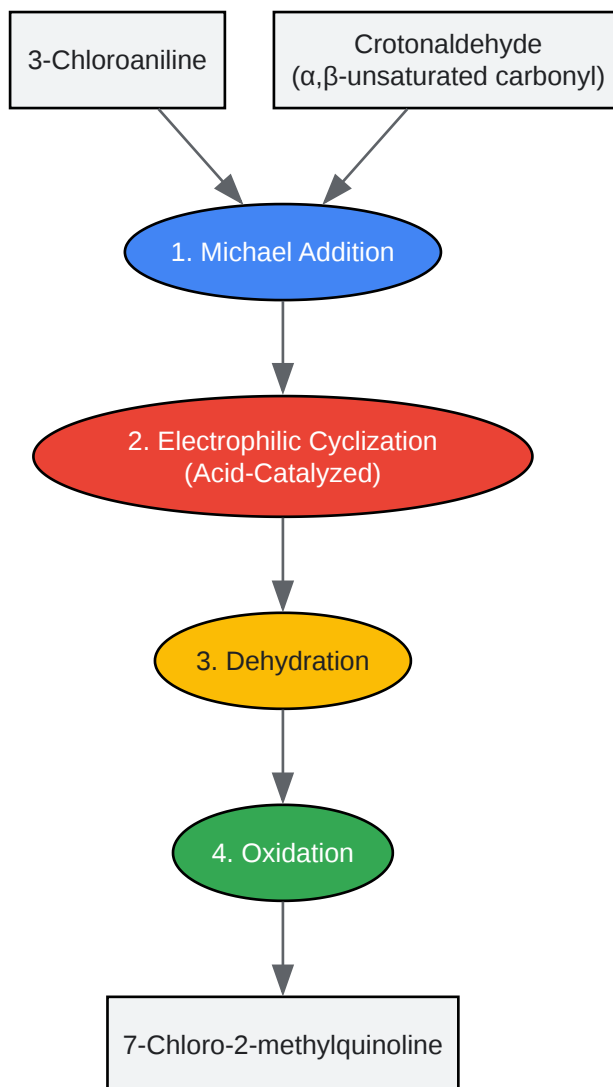 3-Chloroaniline
Crotonaldehyde
(α,β-unsaturated carbonyl)
1. Michael Addition
2. Electrophilic Cyclization
(Acid-Catalyzed)
3. Dehydration
4. Oxidation
7-Chloro-2-methylquinoline